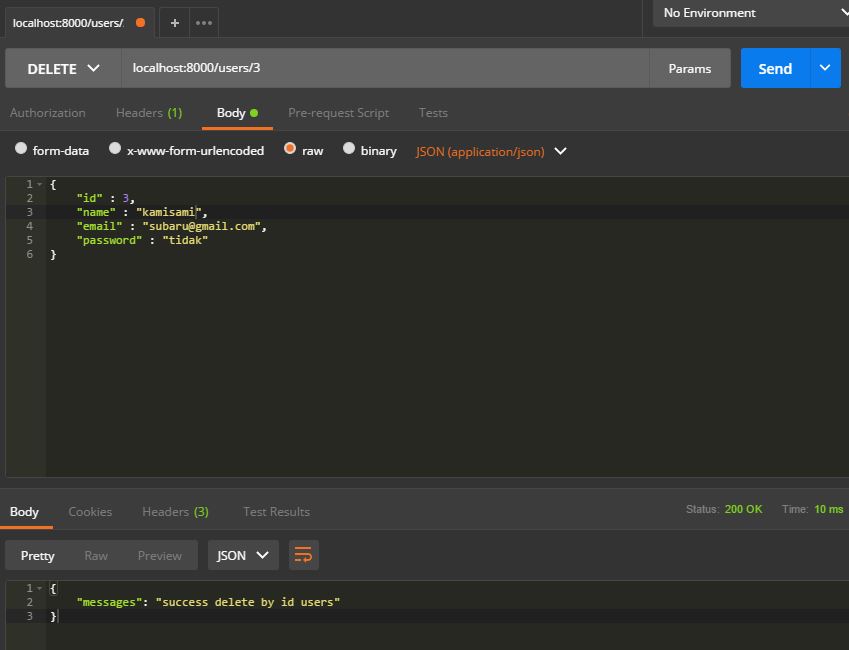 localhost:8000/users/
+
•••
No Environment
DELETE
localhost:8000/users/3
Params
Send
Authorization
Headers (1)
Body
Pre-request Script
Tests
form-data
x-www-form-urlencoded
raw
binary
JSON (application/json)
1 {
2 "id" : 3,
3 "name" : "kamisami",
4 "email" : "subaru@gmail.com",
5 "password" : "tidak"
6 }
Body
Cookies
Headers (3)
Test Results
Status: 200 OK
Time: 10 ms
Pretty
Raw
Preview
JSON
1 {
2 "messages": "success delete by id users"
3 }